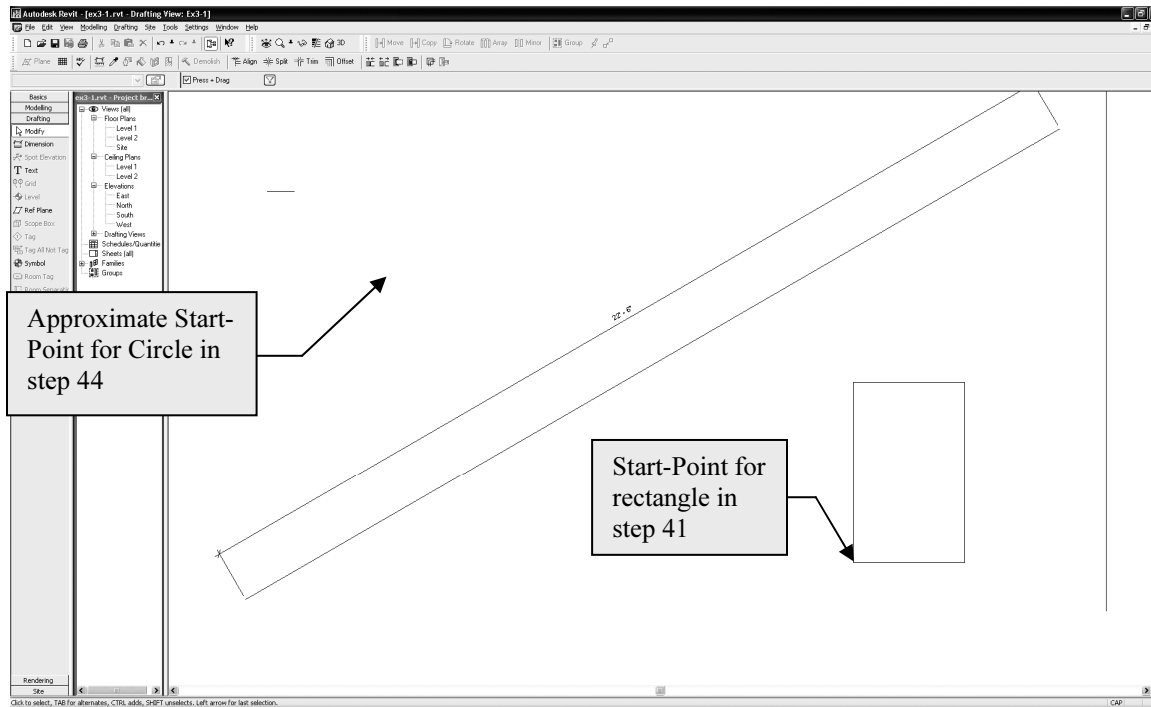 Autodesk Revit - [ex3-1.rvt - Drafting View: Ex3-1]
File Edit View Modelling Drafting Site Tools Settings Window Help
3D Move Copy Rotate Array Mirror Group
Plane Demolish Align Split Trim Offset
Press + Drag
Basics
Modelling
Drafting
Modify
Dimension
Spot Elevation
Text
Grid
Level
Ref Plane
Scope Box
Tag
Tag All Not Tag
Symbol
Room Tag
Room Separatio
ex3-1.rvt - Project br...
Views (all)
Floor Plans
Level 1
Level 2
Site
Ceiling Plans
Level 1
Level 2
Elevations
East
North
South
West
Drafting Views
Schedules/Quantitie
Sheets (all)
Families
Groups
22' - 6"
Approximate Start-
Point for Circle in
step 44
Start-Point for
rectangle in
step 41
Rendering
Site
Click to select, TAB for alternates, CTRL adds, SHIFT unselects. Left arrow for last selection.
CAP